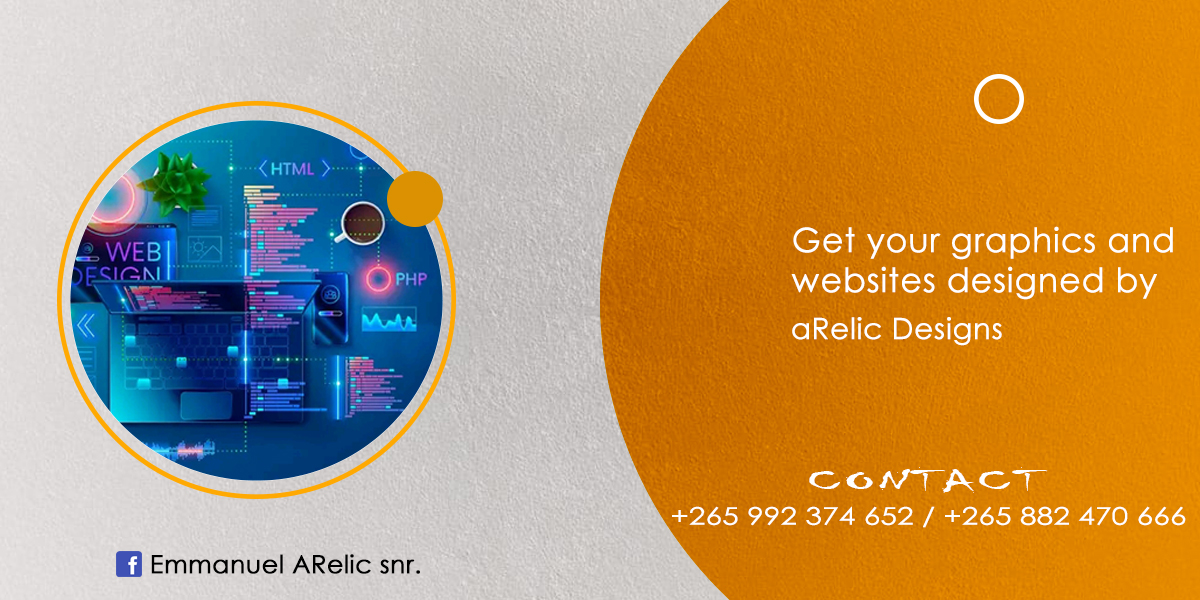 HTML
WEB
DESIGN
PHP
Get your graphics and
websites designed by
aRelic Designs
CONTACT
+265 992 374 652 / +265 882 470 666
f Emmanuel ARelic snr.